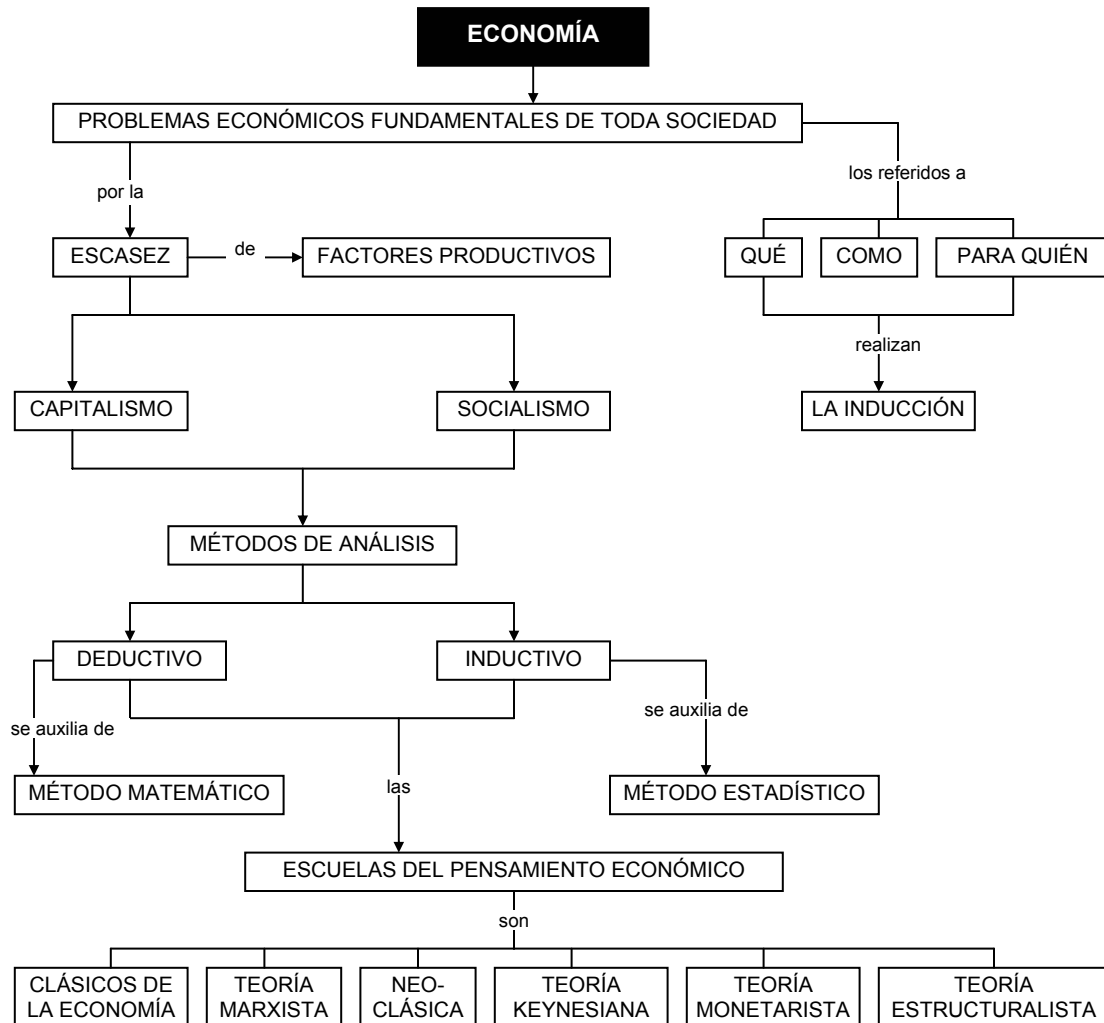 ECONOMÍA
PROBLEMAS ECONÓMICOS FUNDAMENTALES DE TODA SOCIEDAD
por la
los referidos a
ESCASEZ
de
FACTORES PRODUCTIVOS
QUÉ
COMO
PARA QUIÉN
realizan
CAPITALISMO
SOCIALISMO
LA INDUCCIÓN
MÉTODOS DE ANÁLISIS
DEDUCTIVO
INDUCTIVO
se auxilia de
se auxilia de
MÉTODO MATEMÁTICO
las
MÉTODO ESTADÍSTICO
ESCUELAS DEL PENSAMIENTO ECONÓMICO
son
CLÁSICOS DE
LA ECONOMÍA
TEORÍA
MARXISTA
NEO-
CLÁSICA
TEORÍA
KEYNESIANA
TEORÍA
MONETARISTA
TEORÍA
ESTRUCTURALISTA